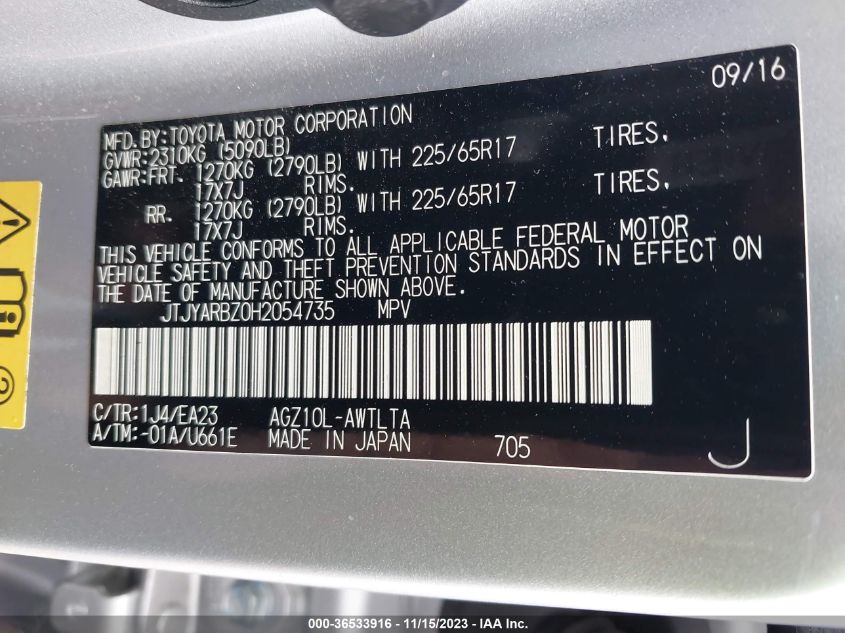 09/16
MFD.BY:TOYOTA MOTOR CORPORATION
GVWR:2310KG (5090LB)
GAWR:FRT. 1270KG (2790LB) WITH 225/65R17 TIRES,
17X7J RIMS.
RR. 1270KG (2790LB) WITH 225/65R17 TIRES,
17X7J RIMS.
THIS VEHICLE CONFORMS TO ALL APPLICABLE FEDERAL MOTOR
VEHICLE SAFETY AND THEFT PREVENTION STANDARDS IN EFFECT ON
THE DATE OF MANUFACTURE SHOWN ABOVE.
JTJYARBZ0H2054735 MPV
C/TR:1J4/EA23 AGZ10L-AWTLTA
A/TM:-01A/U661E MADE IN JAPAN 705 J
2
000-36533916 - 11/15/2023 - IAA Inc.